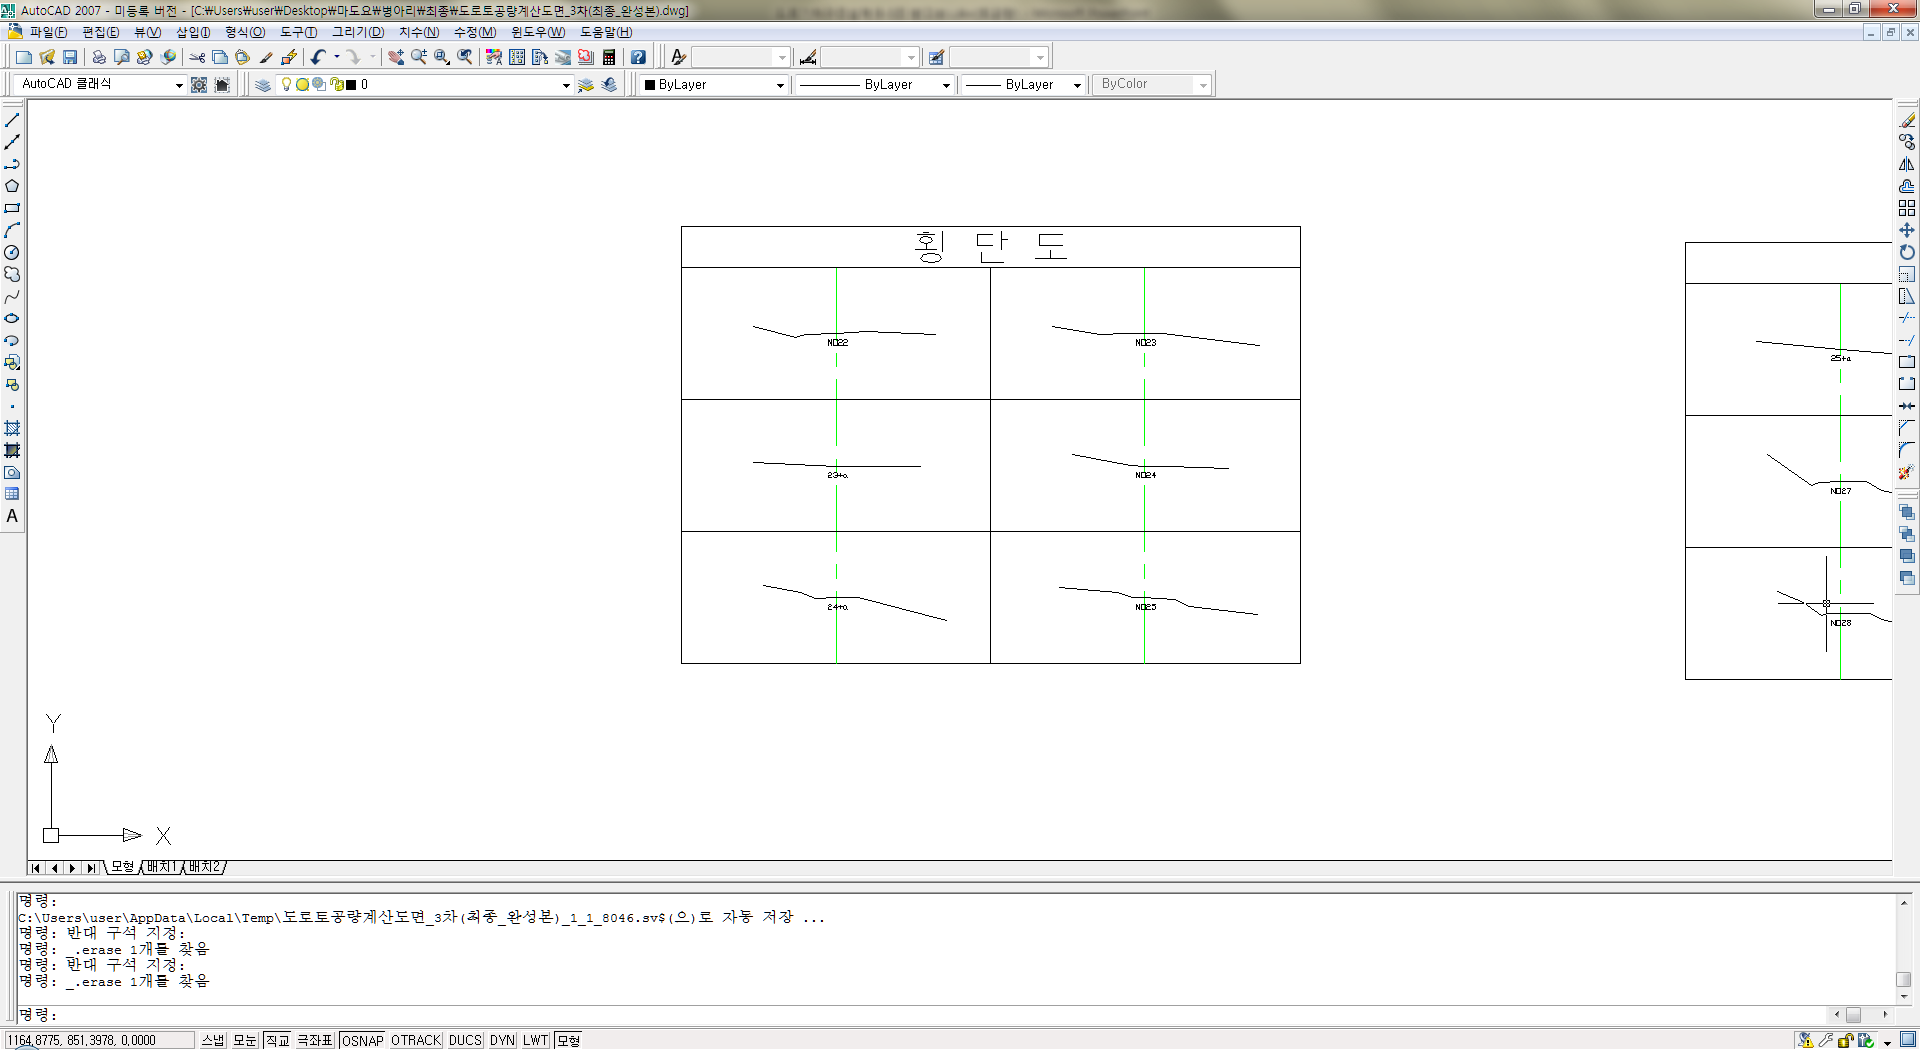 AutoCAD 2007 - 미등록 버전 - [C:₩Users₩user₩Desktop₩마도요₩병아리₩최종₩도로토공량계산도면_3차(최종_완성본).dwg]
파일(F) 편집(E) 뷰(V) 삽입(I) 형식(O) 도구(T) 그리기(D) 치수(N) 수정(M) 윈도우(W) 도움말(H)
AutoCAD 클래식 0 ByLayer ByLayer ByLayer ByColor
횡 단 도
NO22 NO23
25+a
23+a NO24
NO27
24+a NO25
NO28
Y
X
모형 배치1 배치2
명령:
C:\Users\user\AppData\Local\Temp\도로토공량계산도면_3차(최종_완성본)_1_1_8046.sv$(으)로 자동 저장 ...
명령: 반대 구석 지정:
명령: _.erase 1개를 찾음
명령: 반대 구석 지정:
명령: _.erase 1개를 찾음
명령:
1164,8775, 851,3978, 0,0000 스냅 모눈 직교 극좌표 OSNAP OTRACK DUCS DYN LWT 모형